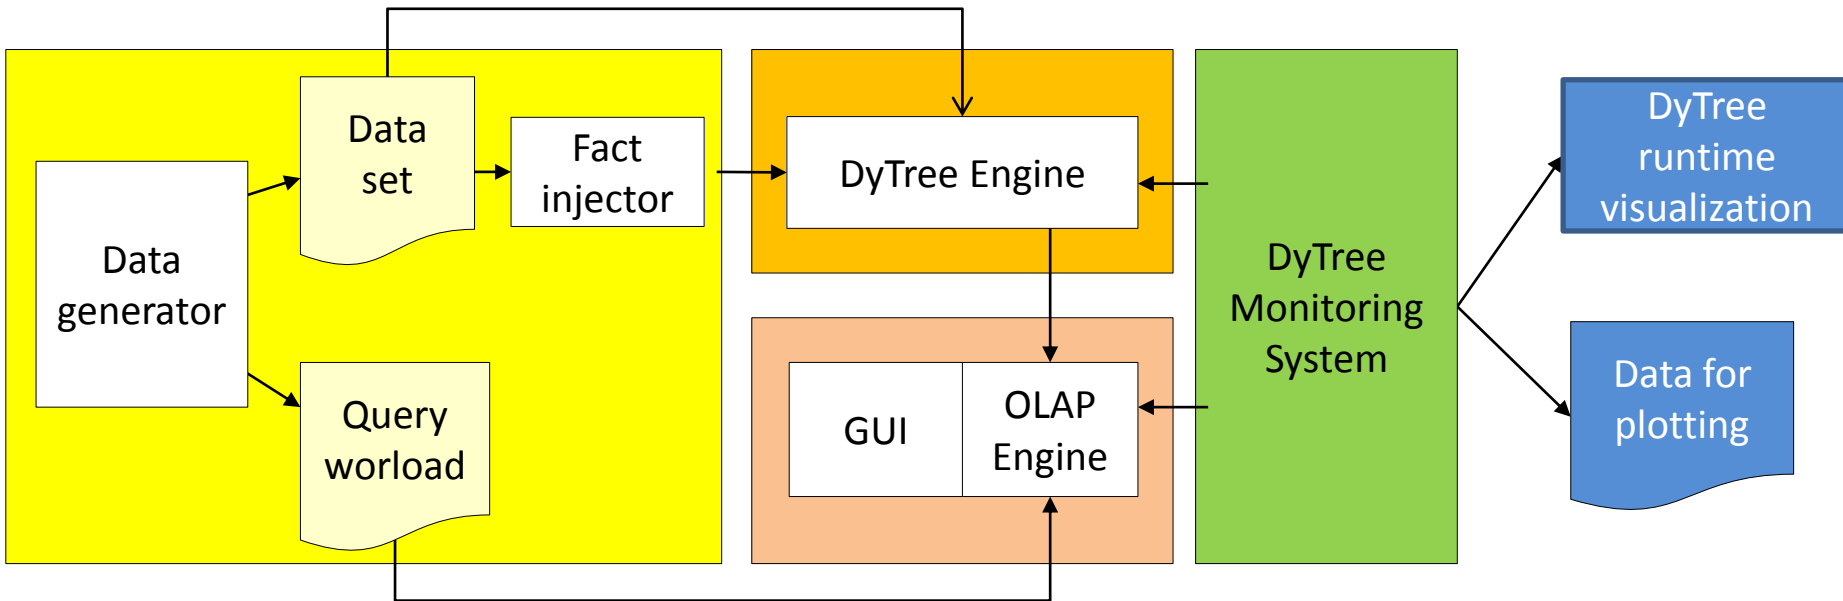 Data
generator
Data
set
Fact
injector
Query
worload
DyTree Engine
GUI
OLAP
Engine
DyTree
Monitoring
System
DyTree
runtime
visualization
Data for
plotting